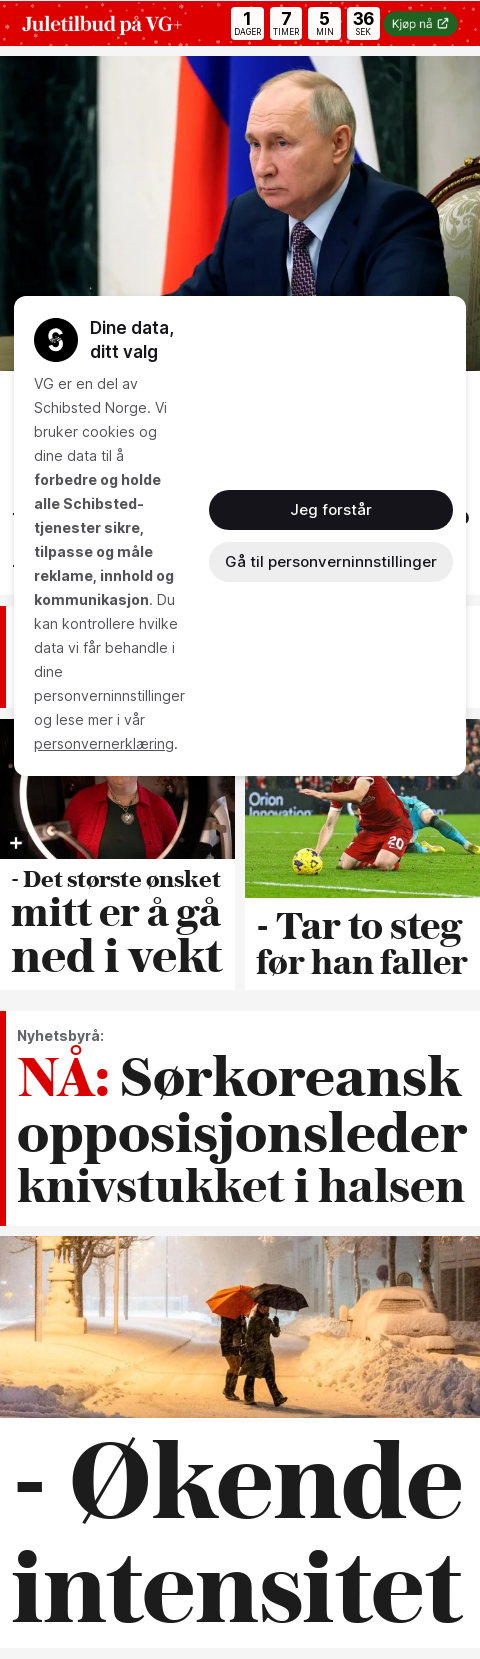 Juletilbud på VG+
1 7 5 36
DAGER TIMER MIN SEK
Kjøp nå
Dine data,
ditt valg
VG er en del av
Schibsted Norge. Vi
bruker cookies og
dine data til å
forbedre og holde
alle Schibsted-
tjenester sikre,
tilpasse og måle
reklame, innhold og
kommunikasjon. Du
kan kontrollere hvilke
data vi får behandle i
dine
personverninnstillinger
og lese mer i vår
personvernerklæring.
Jeg forstår
Gå til personverninnstillinger
Orion
Innovation
20
- Det største ønsket
mitt er å gå
ned i vekt
- Tar to steg
før han faller
Nyhetsbyrå:
NÅ: Sørkoreansk
opposisjonsleder
knivstukket i halsen
- Økende
intensitet